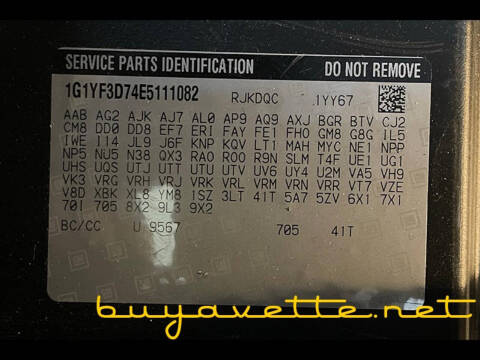 SERVICE PARTS IDENTIFICATION DO NOT REMOVE
1G1YF3D74E5111082 RJKDQC 1YY67
AAB AG2 AJK AJ7 AL0 AP9 AQ9 AXJ BGR BTV CJ2
CM8 DD0 DD8 EF7 ERI FAY FE1 FHO GM8 G8G IL5
IWE I14 JL9 J6F KNP KQV LT1 MAH MYC NE1 NPP
NP5 NU5 N38 QX3 RAO ROO R9N SLM T4F UE1 UG1
UHS UQS UTJ UTT UTU UTV UV6 UY4 U2M VA5 VH9
VK3 VRG VRH VRJ VRK VRL VRM VRN VRR VT7 VZE
V8D XBK XL8 YM8 1SZ 3LT 41T 5A7 5ZV 6X1 7X1
701 705 8X2 9L3 9X2
BC/CC U 9567 705 41T
buyavette.net